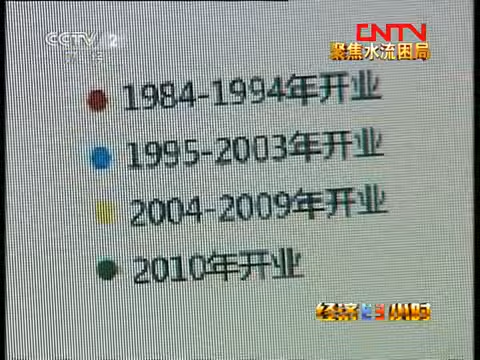 CCTV 2
CNTV
聚焦水流困局
1984-1994年开业
1995-2003年开业
2004-2009年开业
2010年开业
经济 小时